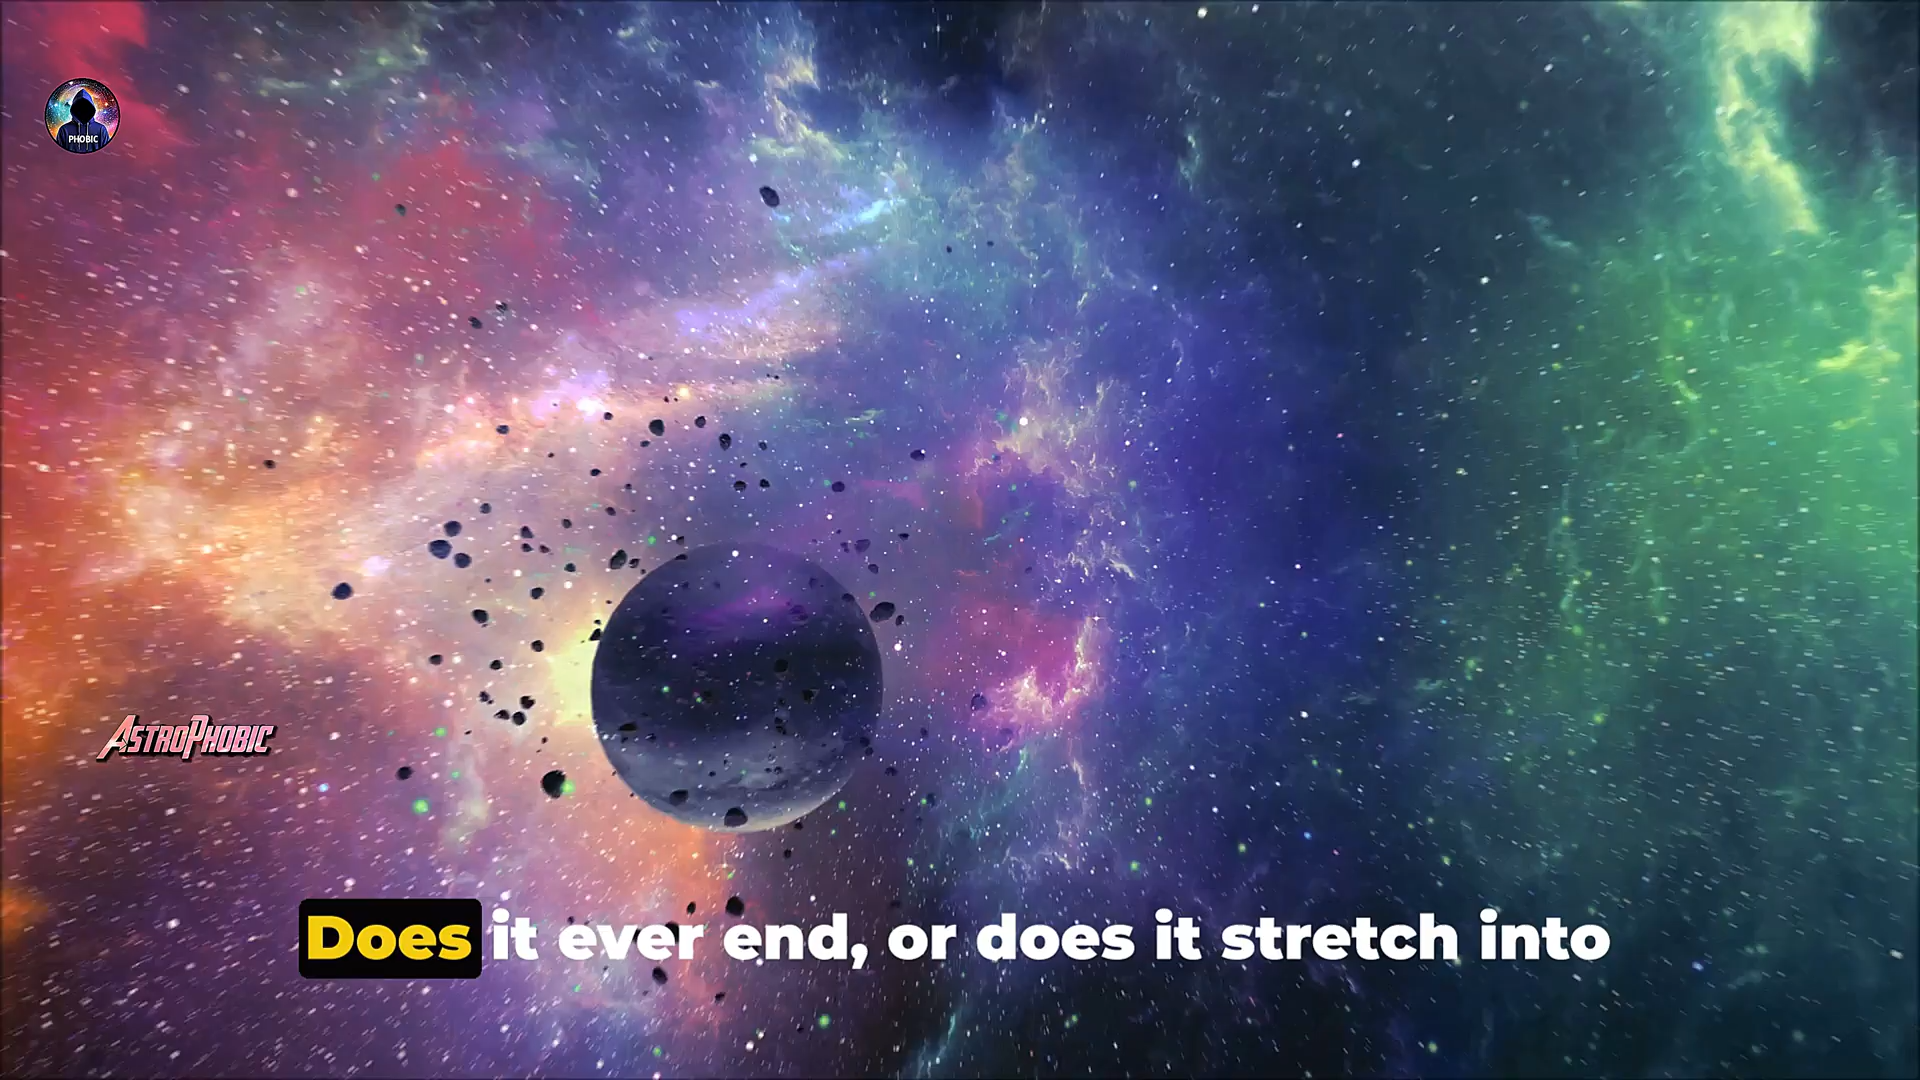 PHOBIC
ASTROPHOBIC
Does it ever end, or does it stretch into